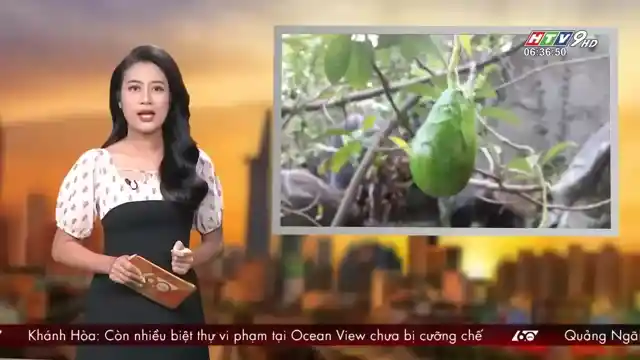 HTV9 HD
06:36:50
Khánh Hòa: Còn nhiều biệt thự vi phạm tại Ocean View chưa bị cưỡng chế
60
Quảng Ngã